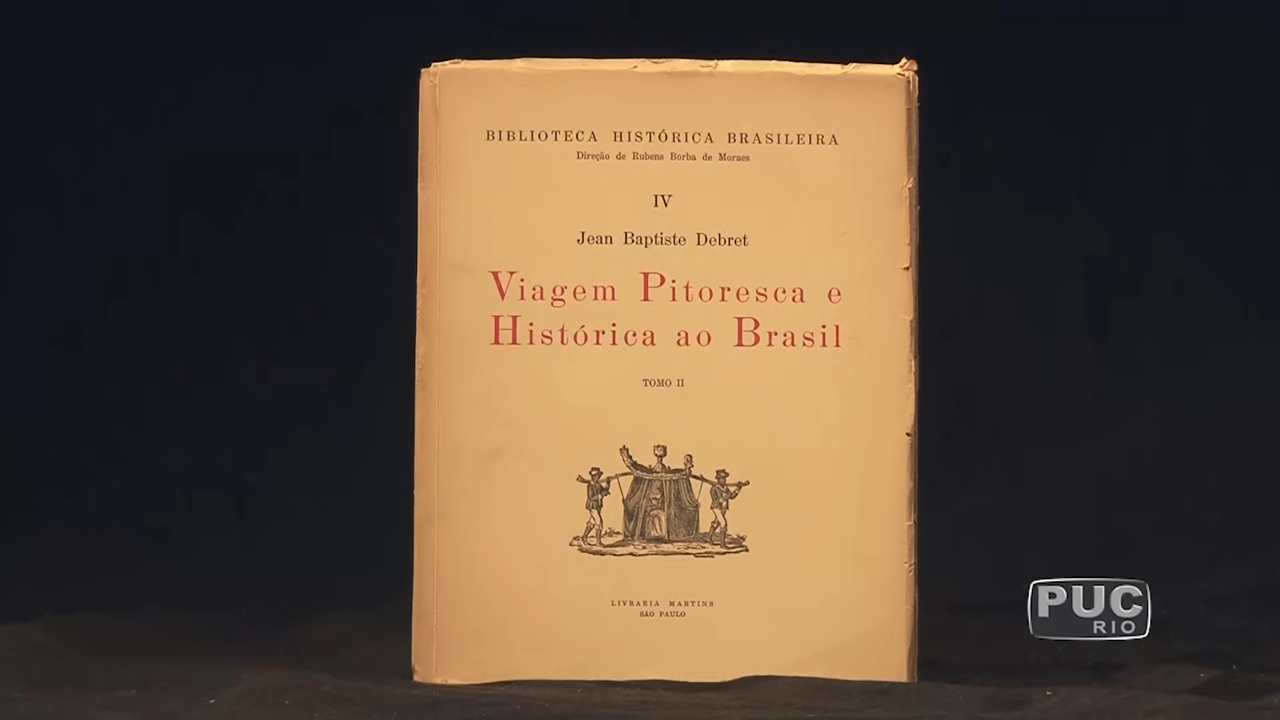 BIBLIOTECA HISTÓRICA BRASILEIRA
Direção de Rubens Borba de Moraes
IV
Jean Baptiste Debret
Viagem Pitoresca e
Histórica ao Brasil
TOMO II
LIVRARIA MARTINS
SÃO PAULO
PUC
RIO